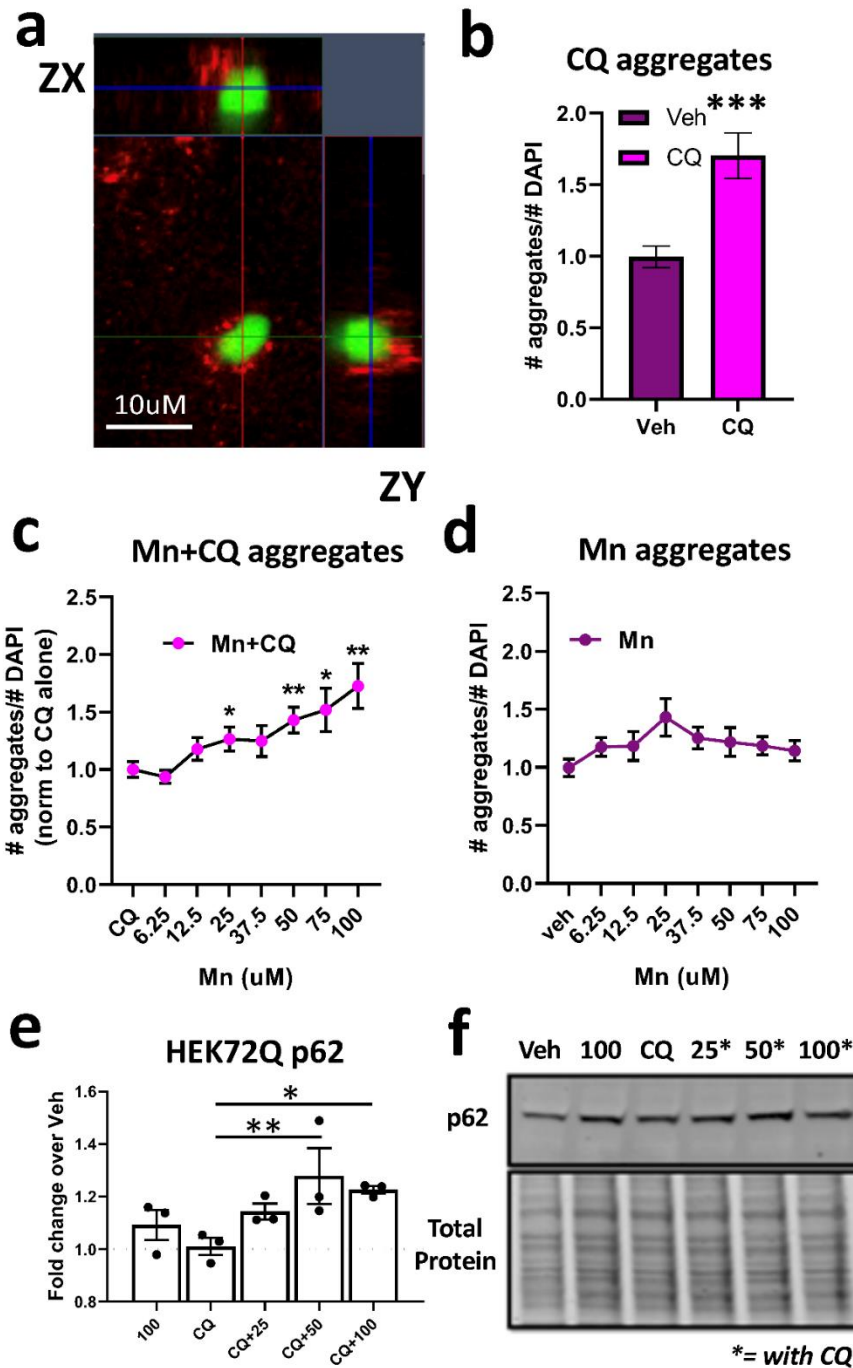 a
ZX
10uM
ZY
b
CQ aggregates
***
Veh
CQ
# aggregates/# DAPI
2.0
1.5
1.0
0.5
0.0
Veh
CQ
c
Mn+CQ aggregates
# aggregates/# DAPI
(norm to CQ alone)
2.5
2.0
1.5
1.0
0.5
0.0
Mn+CQ
*
**
*
**
CQ
6.25
12.5
25
37.5
50
75
100
Mn (uM)
d
Mn aggregates
# aggregates/# DAPI
2.5
2.0
1.5
1.0
0.5
0.0
Mn
veh
6.25
12.5
25
37.5
50
75
100
Mn (uM)
e
HEK72Q p62
Fold change over Veh
1.6
1.4
1.2
1.0
0.8
*
**
100
CQ
CQ+25
CQ+50
CQ+100
f
Veh 100 CQ 25* 50* 100*
p62
Total
Protein
*= with CQ